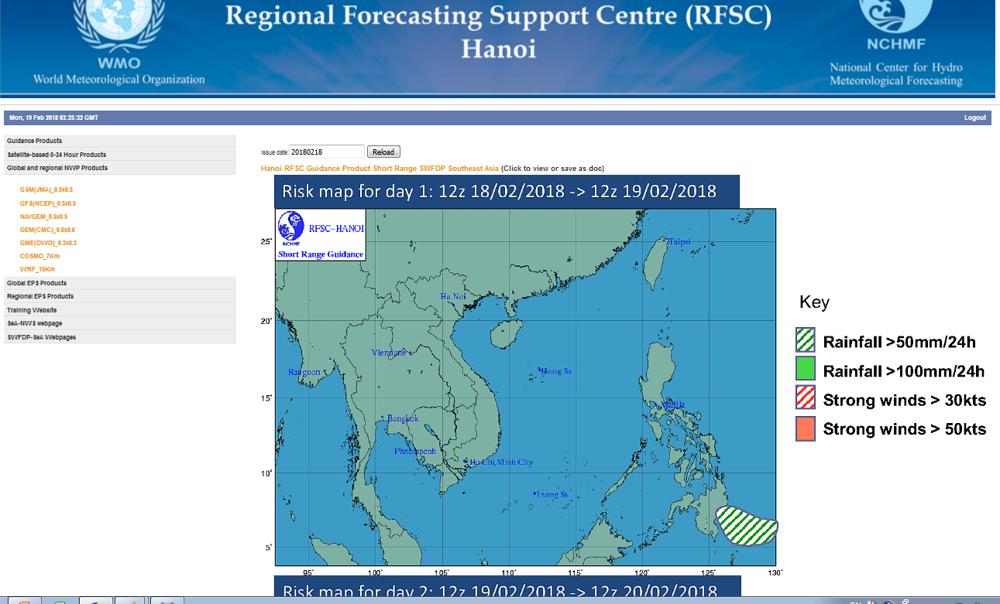 Regional Forecasting Support Centre (RFSC)
Hanoi
WMO
World Meteorological Organization
NCHMF
National Center for Hydro
Meteorological Forecasting
Mon, 19 Feb 2018 03:25:32 GMT
Logout
Guidance Products
Satellite-based 0-24 Hour Products
Global and regional NWP Products
GSM(JMA)_0.5x0.5
GFS(NCEP)_0.5x0.5
NAVGEM_0.5x0.5
GEM(CMC)_0.6x0.6
GME(DWD)_0.3x0.3
COSMO_7Km
WRF_15Km
Global EPS Products
Regional EPS Products
Training Website
SeA-NWS webpage
SWFDP-SeA Webpages
Issue date: 20180218 Reload
Hanoi RFSC Guidance Product Short Range SWFDP Southeast Asia (Click to view or save as doc)
Risk map for day 1: 12z 18/02/2018 -> 12z 19/02/2018
RFSC-HANOI
NCHMF
Short Range Guidance
25°
20°
15°
10°
5°
95° 100° 105° 110° 115° 120° 125° 130°
Taipei
Ha Noi
Vientiane
Rangoon
Hoang Sa
Manila
Bangkok
Phnompenh
Ho Chi Minh City
Truong Sa
Key
Rainfall >50mm/24h
Rainfall >100mm/24h
Strong winds > 30kts
Strong winds > 50kts
Risk map for day 2: 12z 19/02/2018 -> 12z 20/02/2018
EN